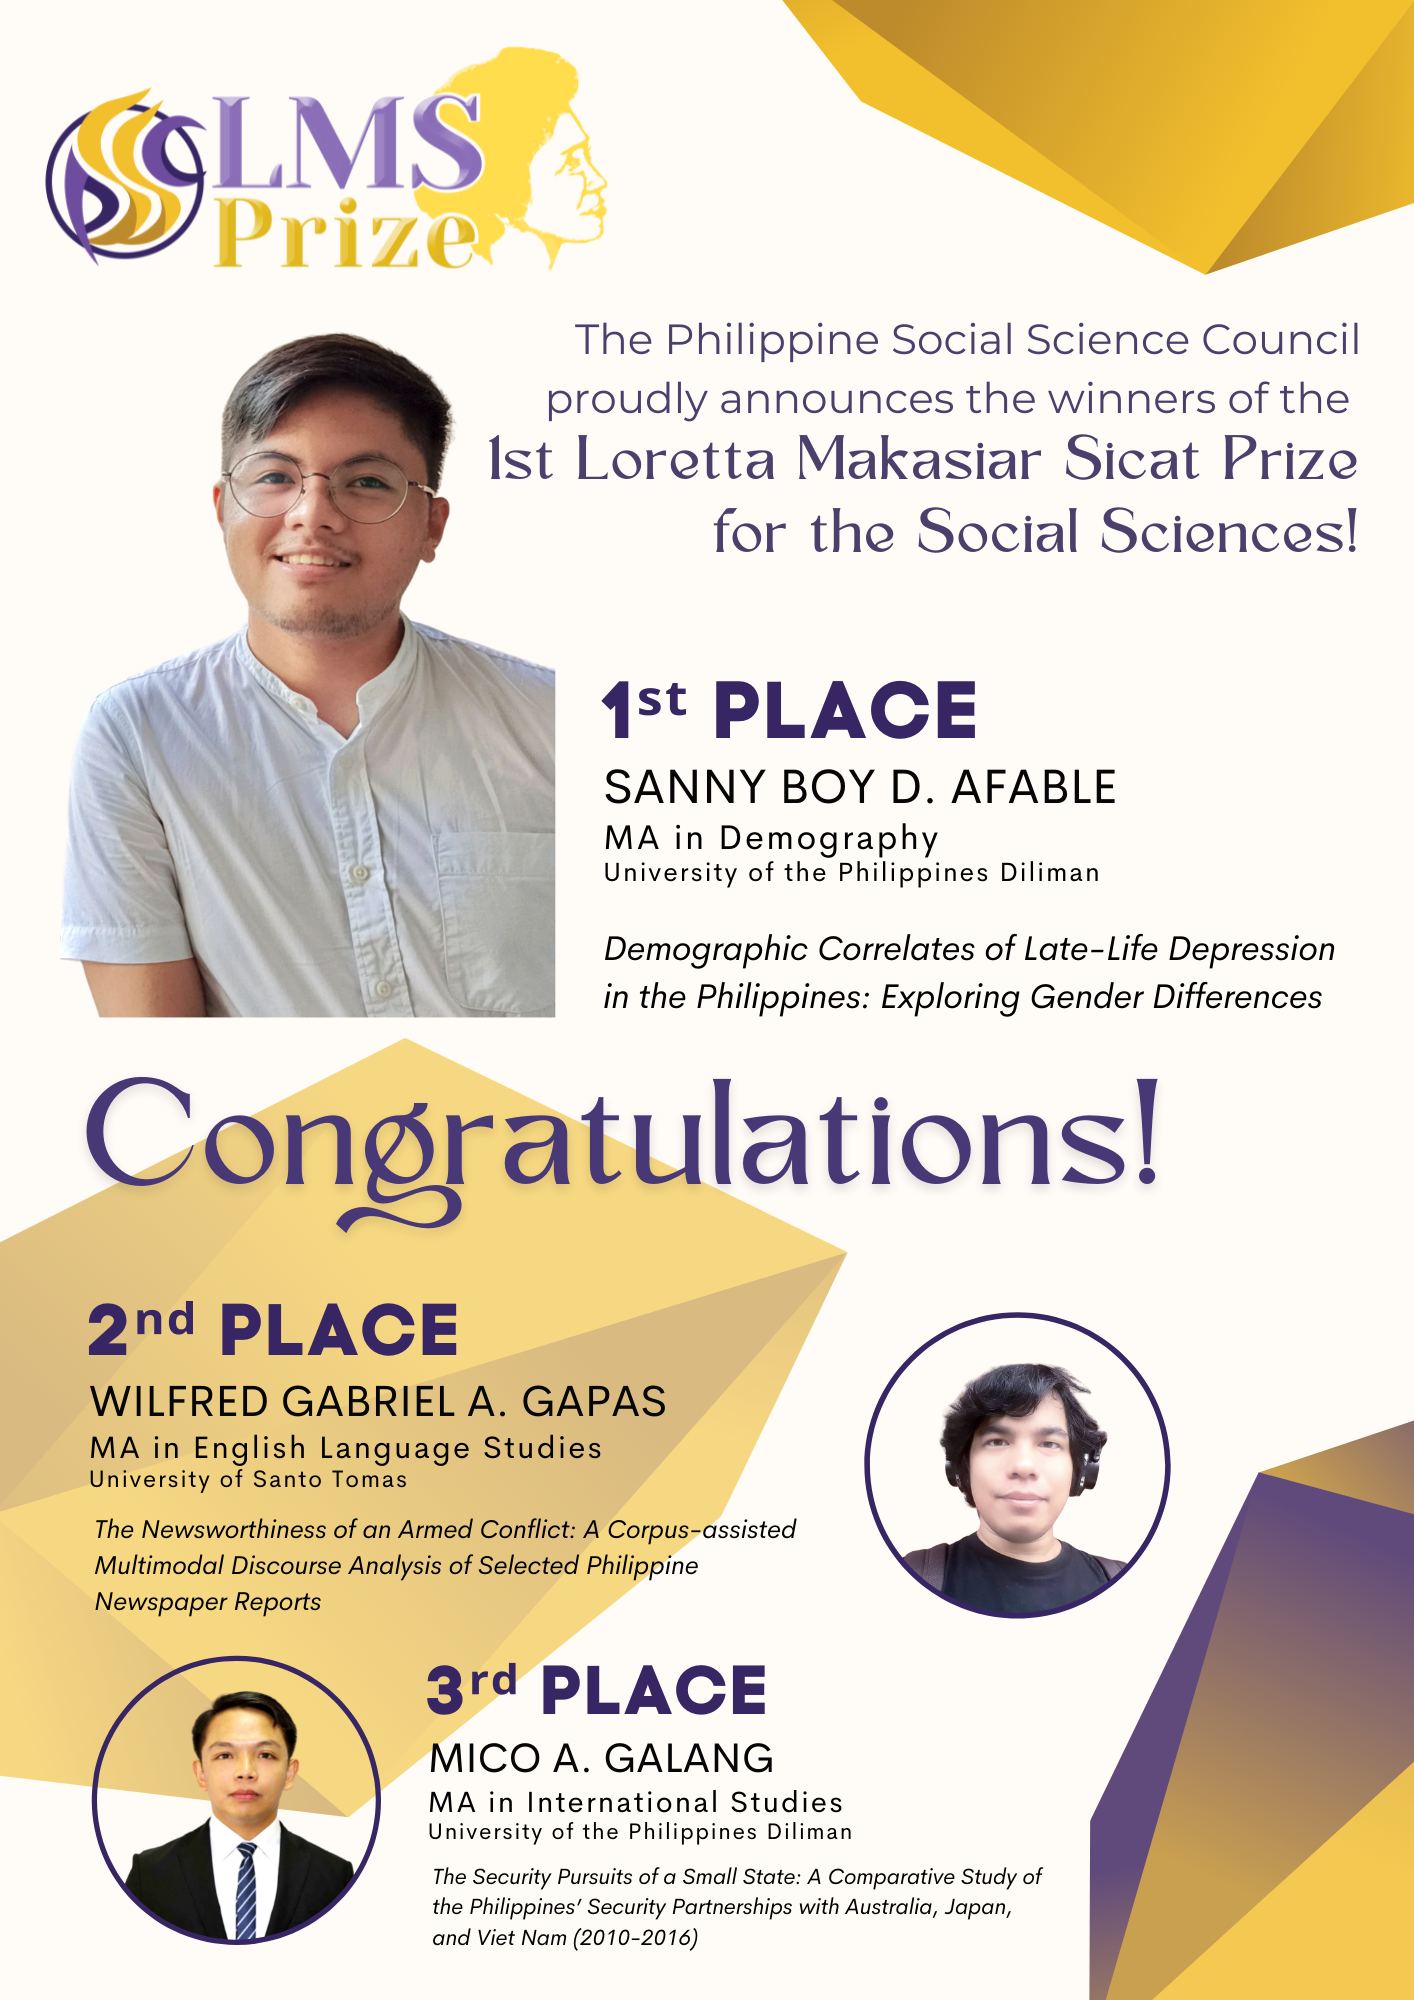 LMS
Prize
The Philippine Social Science Council
proudly announces the winners of the
1st Loretta Makasiar Sicat Prize
for the Social Sciences!
1st PLACE
SANNY BOY D. AFABLE
MA in Demography
University of the Philippines Diliman
Demographic Correlates of Late-Life Depression
in the Philippines: Exploring Gender Differences
Congratulations!
2nd PLACE
WILFRED GABRIEL A. GAPAS
MA in English Language Studies
University of Santo Tomas
The Newsworthiness of an Armed Conflict: A Corpus-assisted
Multimodal Discourse Analysis of Selected Philippine
Newspaper Reports
3rd PLACE
MICO A. GALANG
MA in International Studies
University of the Philippines Diliman
The Security Pursuits of a Small State: A Comparative Study of
the Philippines’ Security Partnerships with Australia, Japan,
and Viet Nam (2010-2016)